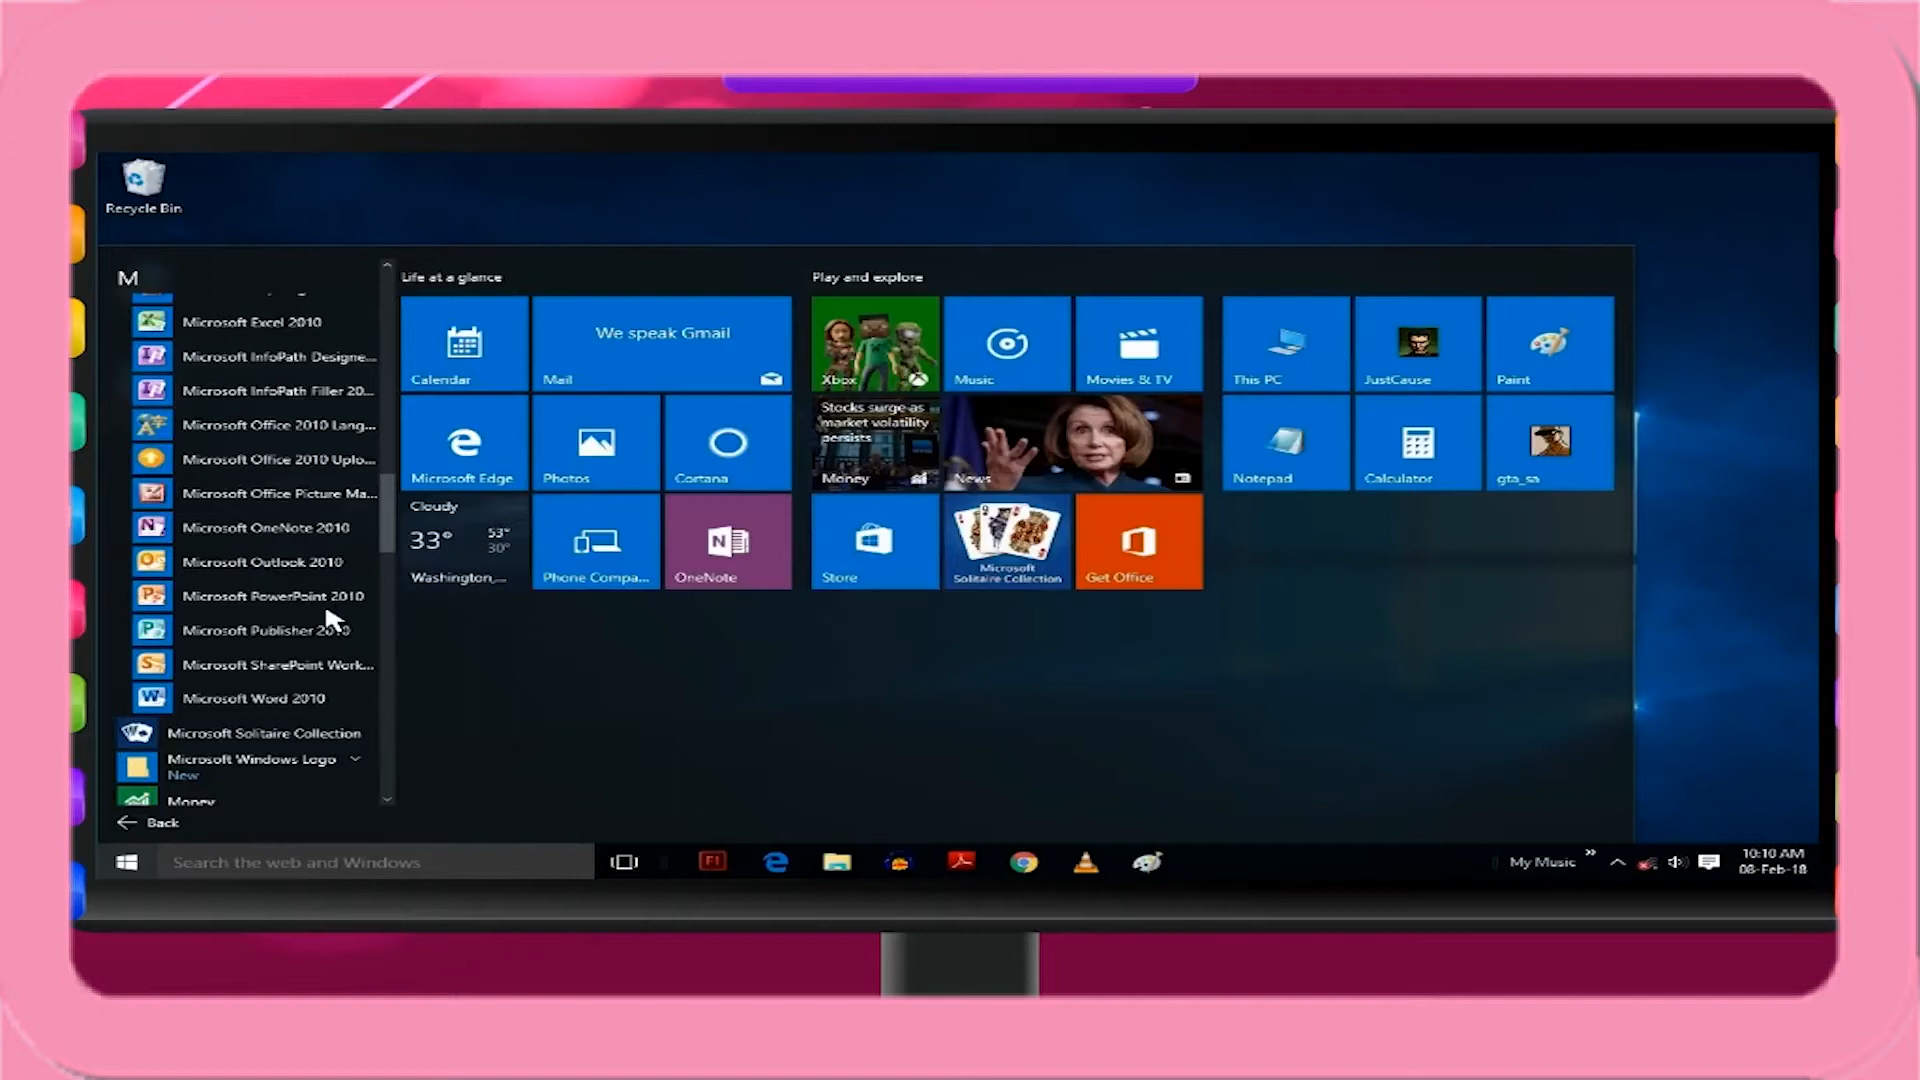 Recycle Bin
M
Microsoft Excel 2010
Microsoft InfoPath Designe...
Microsoft InfoPath Filler 20...
Microsoft Office 2010 Lang...
Microsoft Office 2010 Uplo...
Microsoft Office Picture Ma...
Microsoft OneNote 2010
Microsoft Outlook 2010
Microsoft PowerPoint 2010
Microsoft Publisher 2010
Microsoft SharePoint Work...
Microsoft Word 2010
Microsoft Solitaire Collection
Microsoft Windows Logo
New
Money
Back
Life at a glance
Calendar
We speak Gmail
Mail
Microsoft Edge
Photos
Cortana
Cloudy
33° 53°
30°
Washington,...
Phone Compa...
OneNote
Play and explore
Xbox
Music
Movies & TV
Stocks surge as
market volatility
persists
Money
News
Store
Microsoft
Solitaire Collection
Get Office
This PC
JustCause
Paint
Notepad
Calculator
gta_sa
Search the web and Windows
My Music
10:10 AM
08-Feb-18